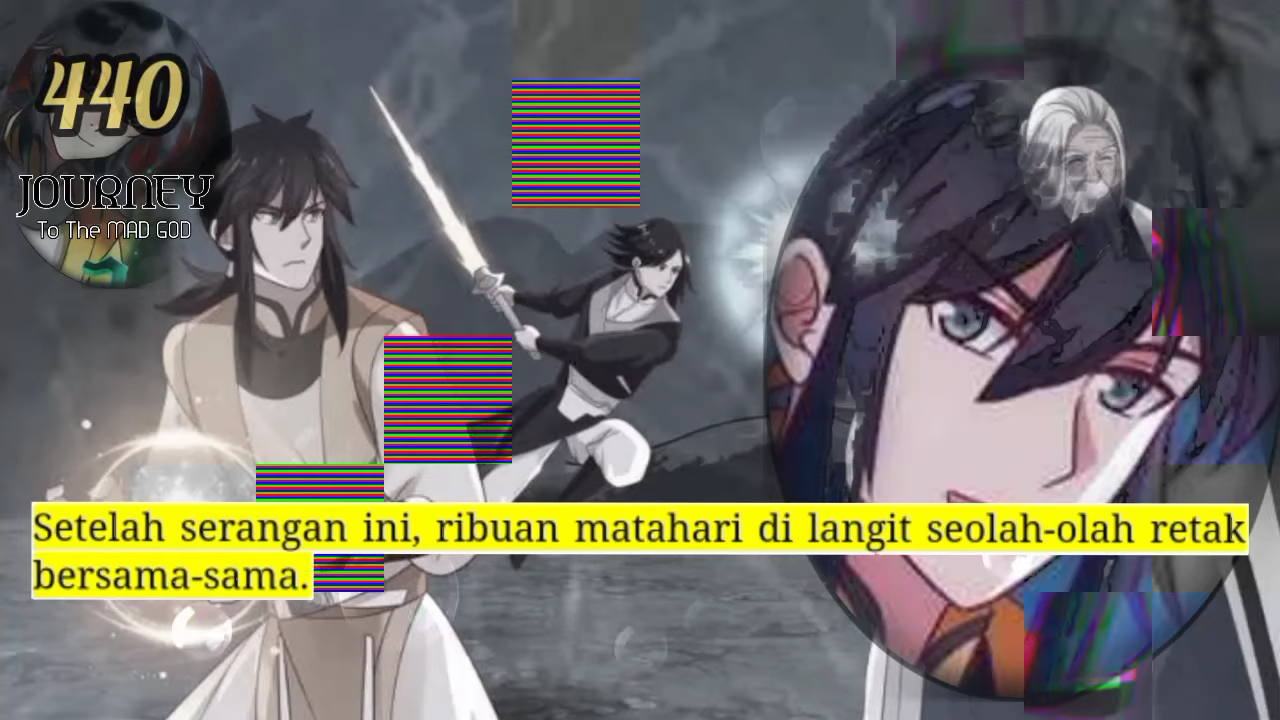 440
JOURNEY
To The MAD GOD
Setelah serangan ini, ribuan matahari di langit seolah-olah retak
bersama-sama.